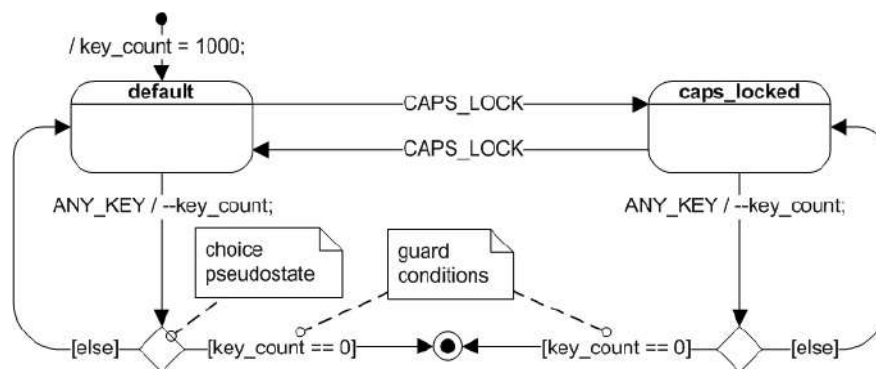 / key_count = 1000;
default
caps_locked
CAPS_LOCK
CAPS_LOCK
ANY_KEY / --key_count;
ANY_KEY / --key_count;
choice
pseudostate
guard
conditions
[else]
[key_count == 0]
[key_count == 0]
[else]